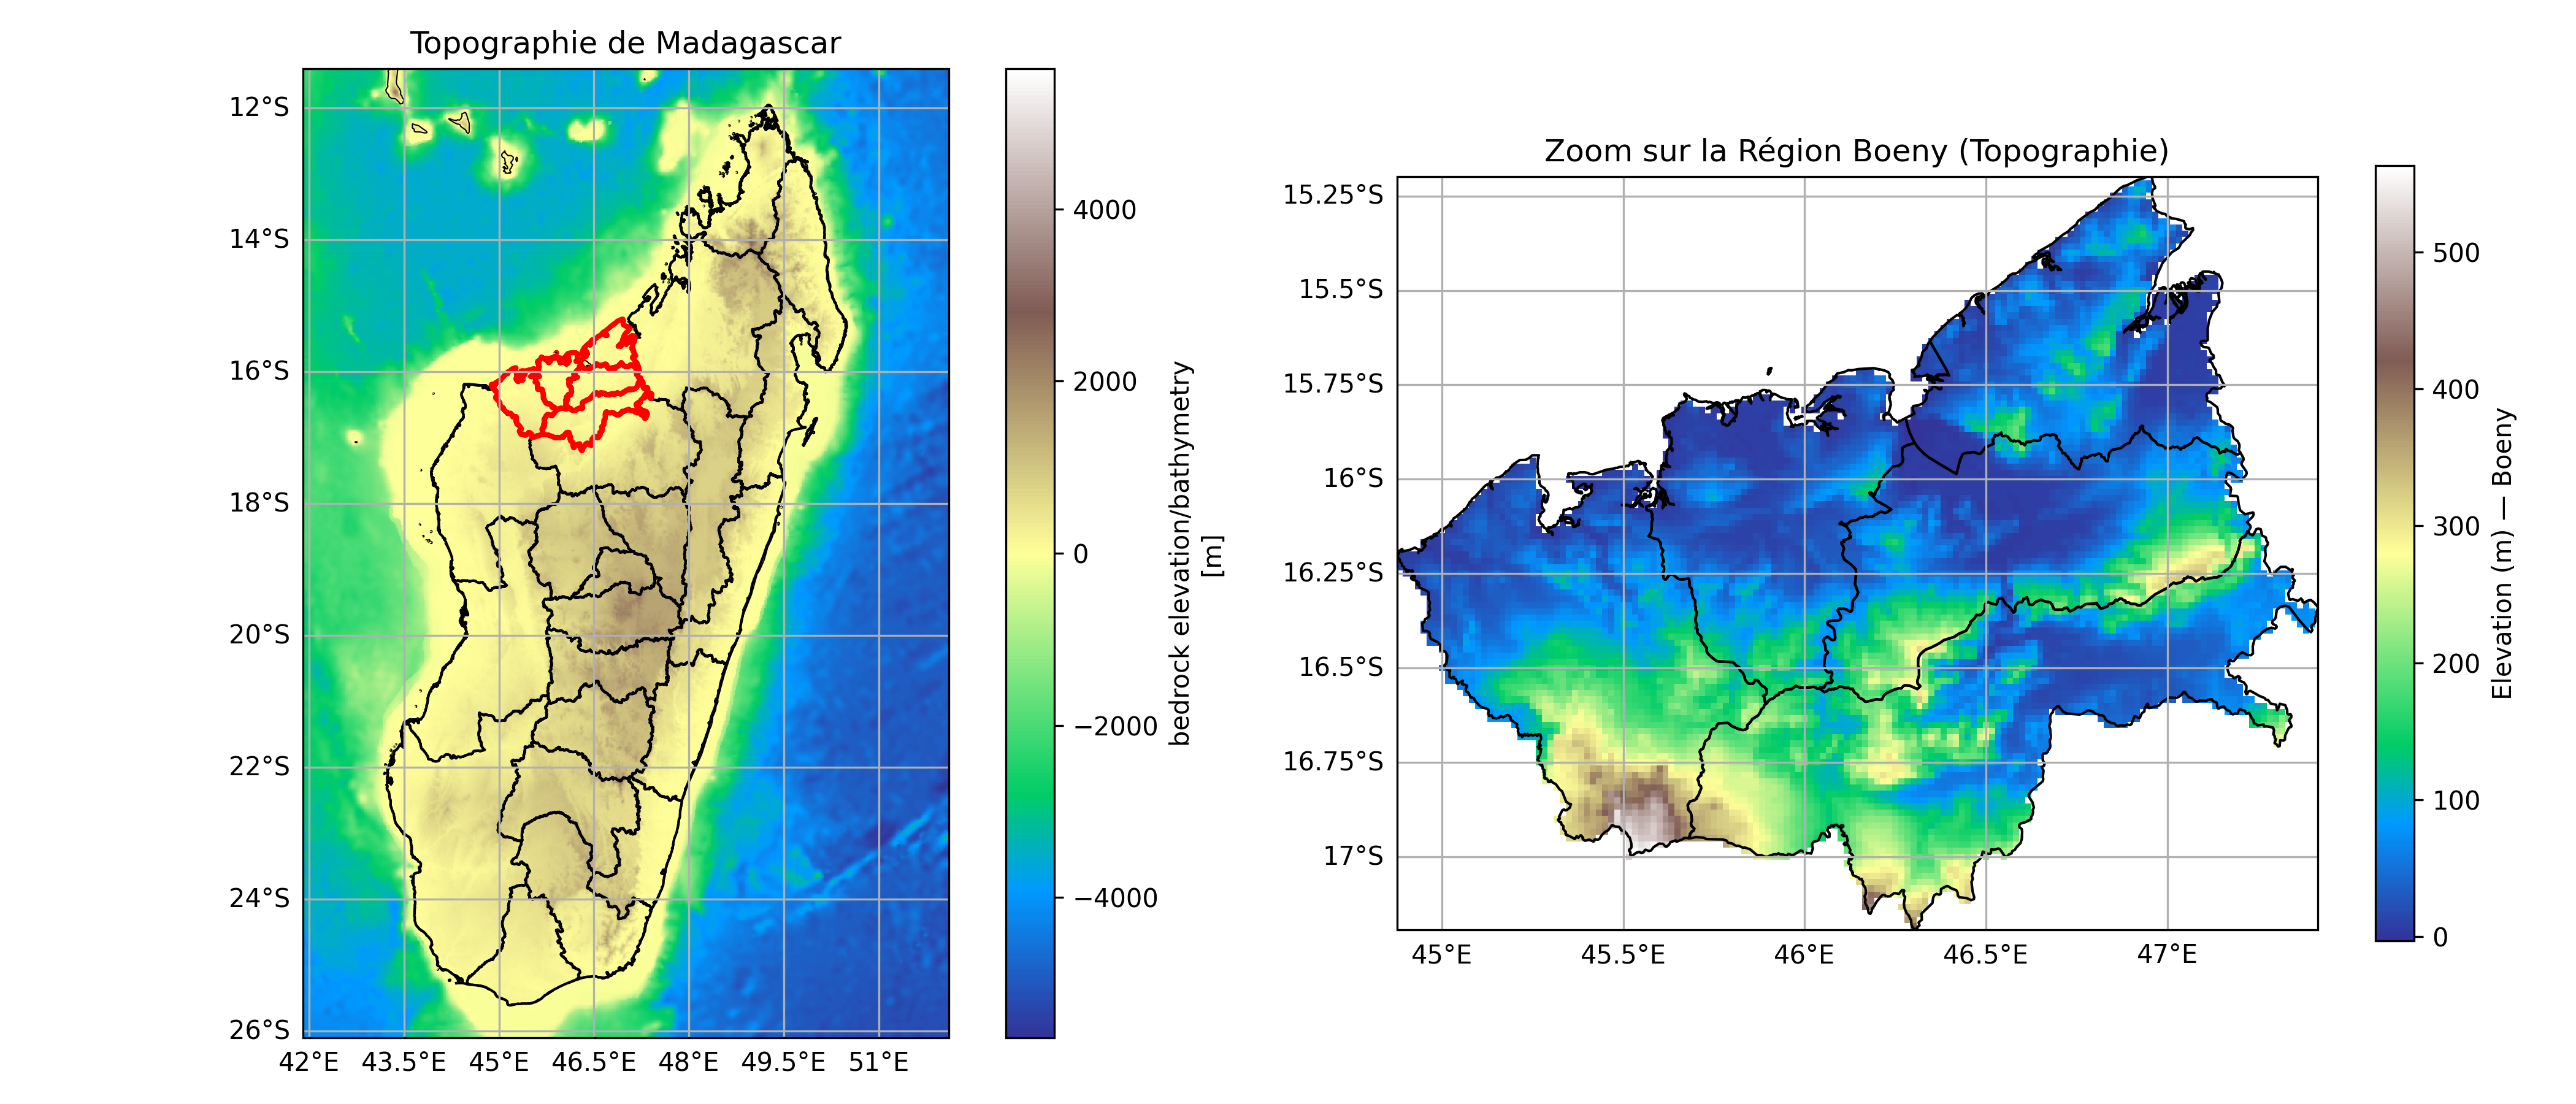 Topographie de Madagascar
12°S
14°S
16°S
18°S
20°S
22°S
24°S
26°S
42°E 43.5°E 45°E 46.5°E 48°E 49.5°E 51°E
4000
2000
0
−2000
−4000
bedrock elevation/bathymetry
[m]
Zoom sur la Région Boeny (Topographie)
15.25°S
15.5°S
15.75°S
16°S
16.25°S
16.5°S
16.75°S
17°S
45°E 45.5°E 46°E 46.5°E 47°E
500
400
300
200
100
0
Elevation (m) — Boeny